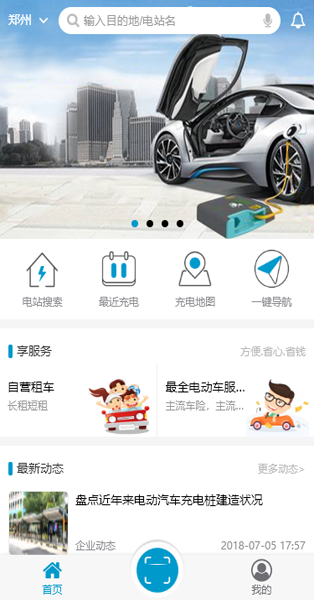 郑州
输入目的地/电站名
电站搜索 最近充电 充电地图 一键导航
享服务 方便,省心,省钱
自营租车
长租短租
最全电动车服...
主流车险，主流...
最新动态 更多动态>
盘点近年来电动汽车充电桩建造状况
企业动态 2018-07-05 17:57
首页 我的